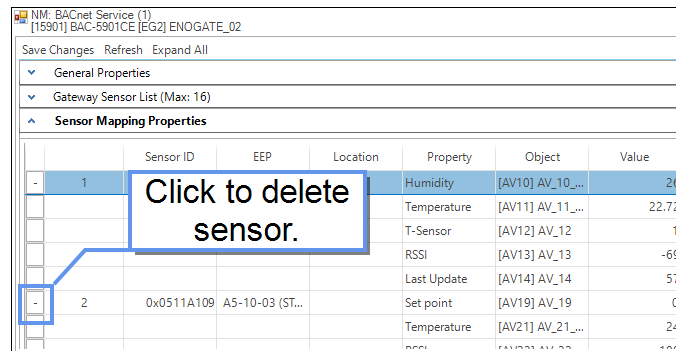 NM: BACnet Service (1)
[15901] BAC-5901CE [EG2] ENOGATE_02
Save Changes Refresh Expand All
General Properties
Gateway Sensor List (Max: 16)
Sensor Mapping Properties
Sensor ID EEP Location Property Object Value
- 1 Humidity [AV10] AV_10_... 26
Click to delete
sensor.
Temperature [AV11] AV_11_... 22.72
T-Sensor [AV12] AV_12 1
RSSI [AV13] AV_13 -69
Last Update [AV14] AV_14 57
- 2 0x0511A109 A5-10-03 (ST... Set point [AV19] AV_19 0
Temperature [AV21] AV_21_... 24